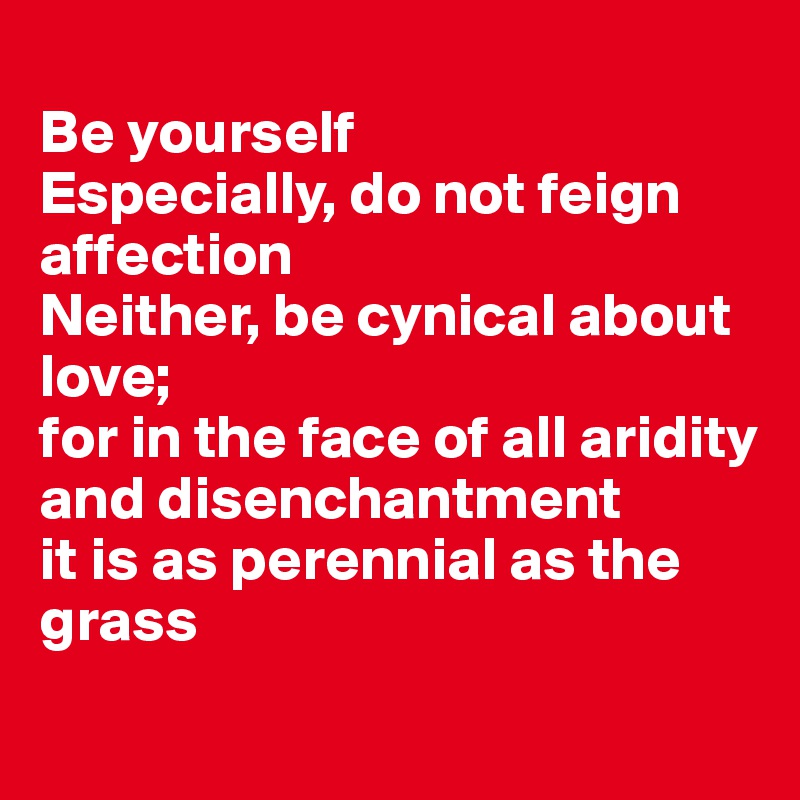 Be yourself
Especially, do not feign
affection
Neither, be cynical about
love;
for in the face of all aridity
and disenchantment
it is as perennial as the
grass